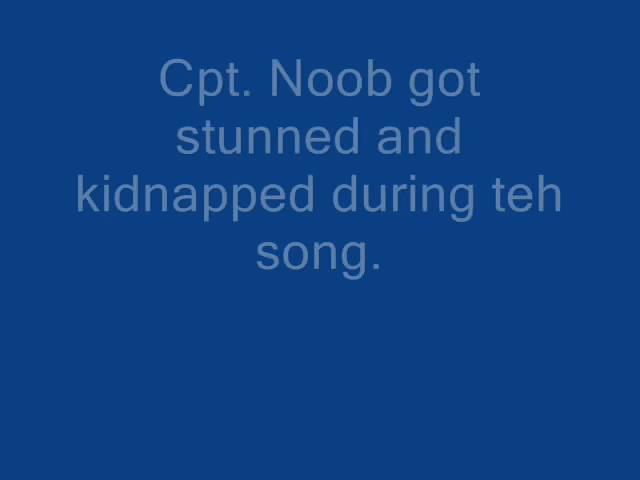 Cpt. Noob got
stunned and
kidnapped during teh
song.